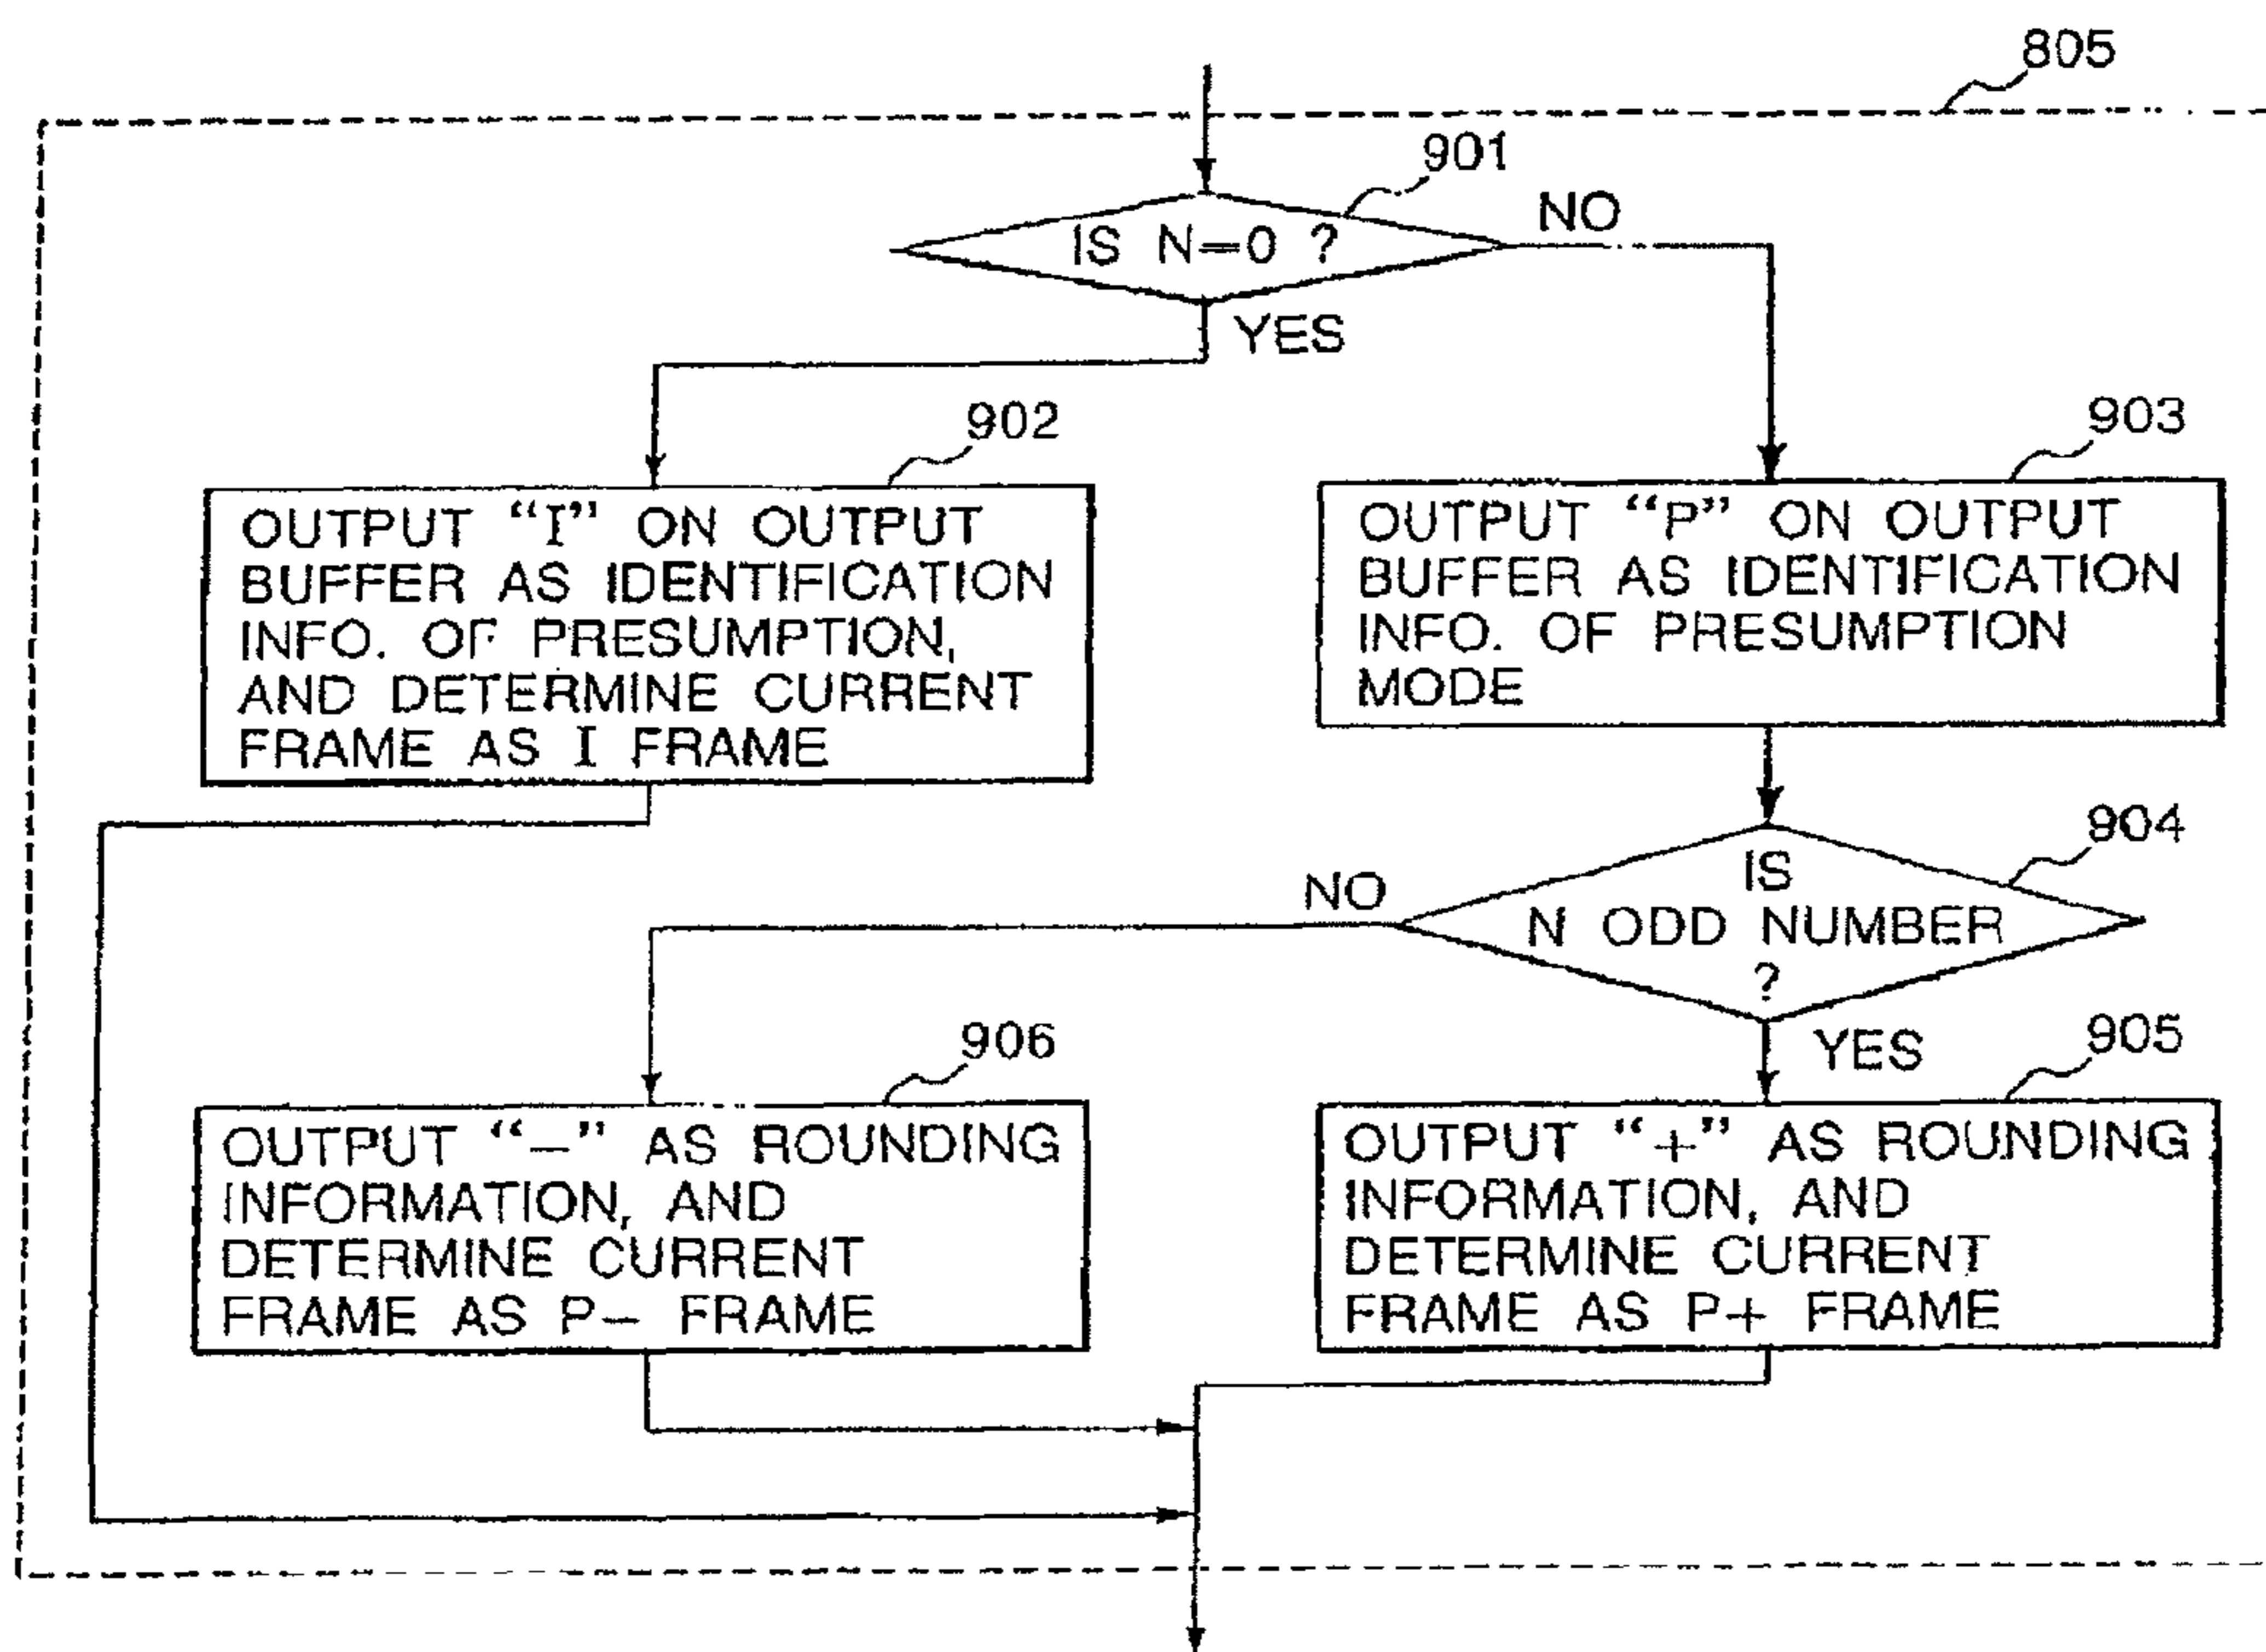 805
901
IS N=0 ?
NO
YES
902
OUTPUT “I” ON OUTPUT
BUFFER AS IDENTIFICATION
INFO. OF PRESUMPTION,
AND DETERMINE CURRENT
FRAME AS I FRAME
903
OUTPUT “P” ON OUTPUT
BUFFER AS IDENTIFICATION
INFO. OF PRESUMPTION
MODE
904
IS
N ODD NUMBER
?
NO
YES
906
OUTPUT “−” AS ROUNDING
INFORMATION, AND
DETERMINE CURRENT
FRAME AS P− FRAME
905
OUTPUT “+” AS ROUNDING
INFORMATION, AND
DETERMINE CURRENT
FRAME AS P+ FRAME